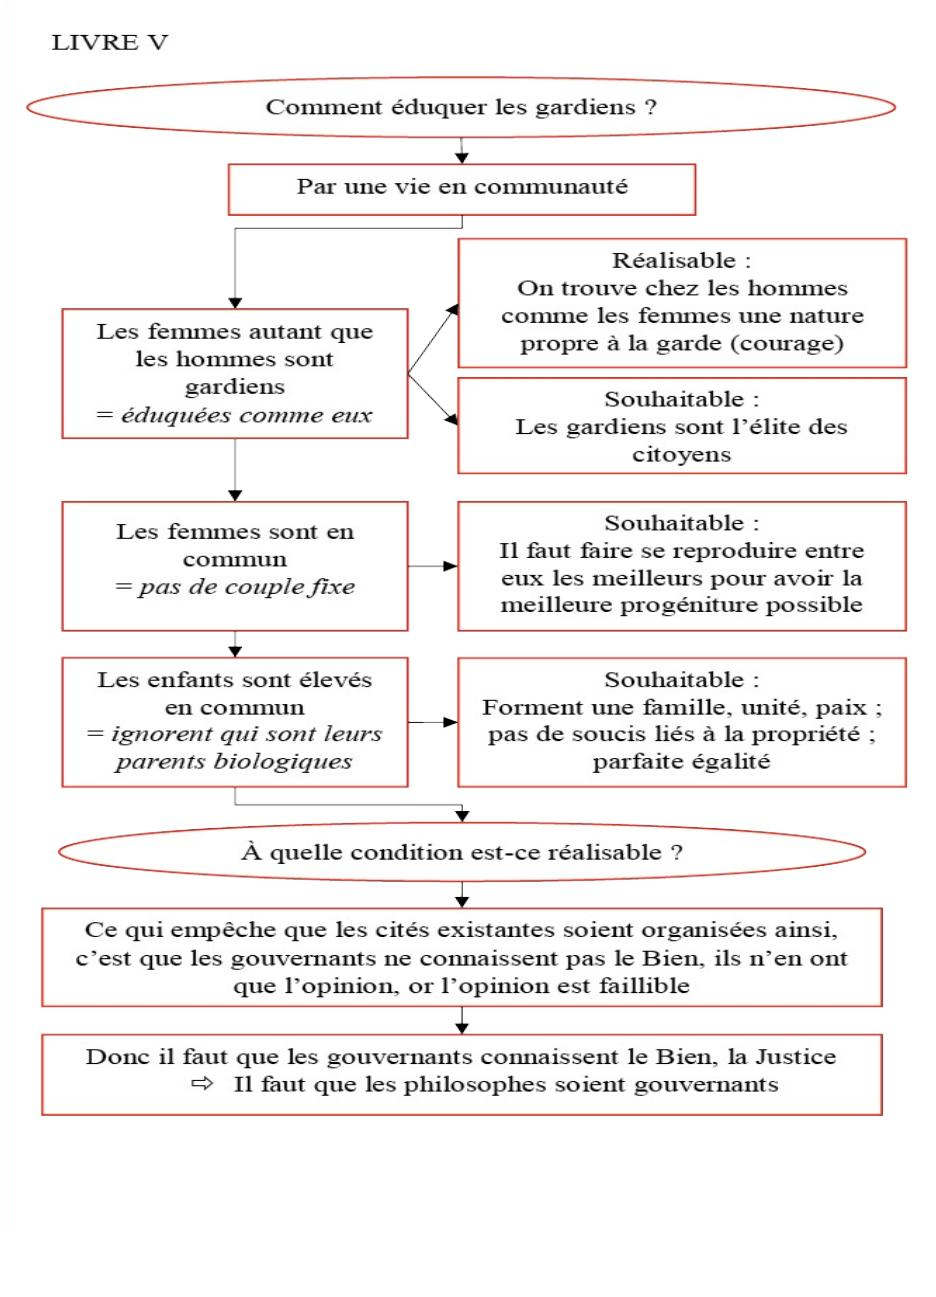 LIVRE V
Comment éduquer les gardiens ?
Par une vie en communauté
Les femmes autant que
les hommes sont
gardiens
= éduquées comme eux
Réalisable :
On trouve chez les hommes
comme les femmes une nature
propre à la garde (courage)
Souhaitable :
Les gardiens sont l’élite des
citoyens
Les femmes sont en
commun
= pas de couple fixe
Souhaitable :
Il faut faire se reproduire entre
eux les meilleurs pour avoir la
meilleure progéniture possible
Les enfants sont élevés
en commun
= ignorent qui sont leurs
parents biologiques
Souhaitable :
Forment une famille, unité, paix ;
pas de soucis liés à la propriété ;
parfaite égalité
À quelle condition est-ce réalisable ?
Ce qui empêche que les cités existantes soient organisées ainsi,
c’est que les gouvernants ne connaissent pas le Bien, ils n’en ont
que l’opinion, or l’opinion est faillible
Donc il faut que les gouvernants connaissent le Bien, la Justice
⇨ Il faut que les philosophes soient gouvernants